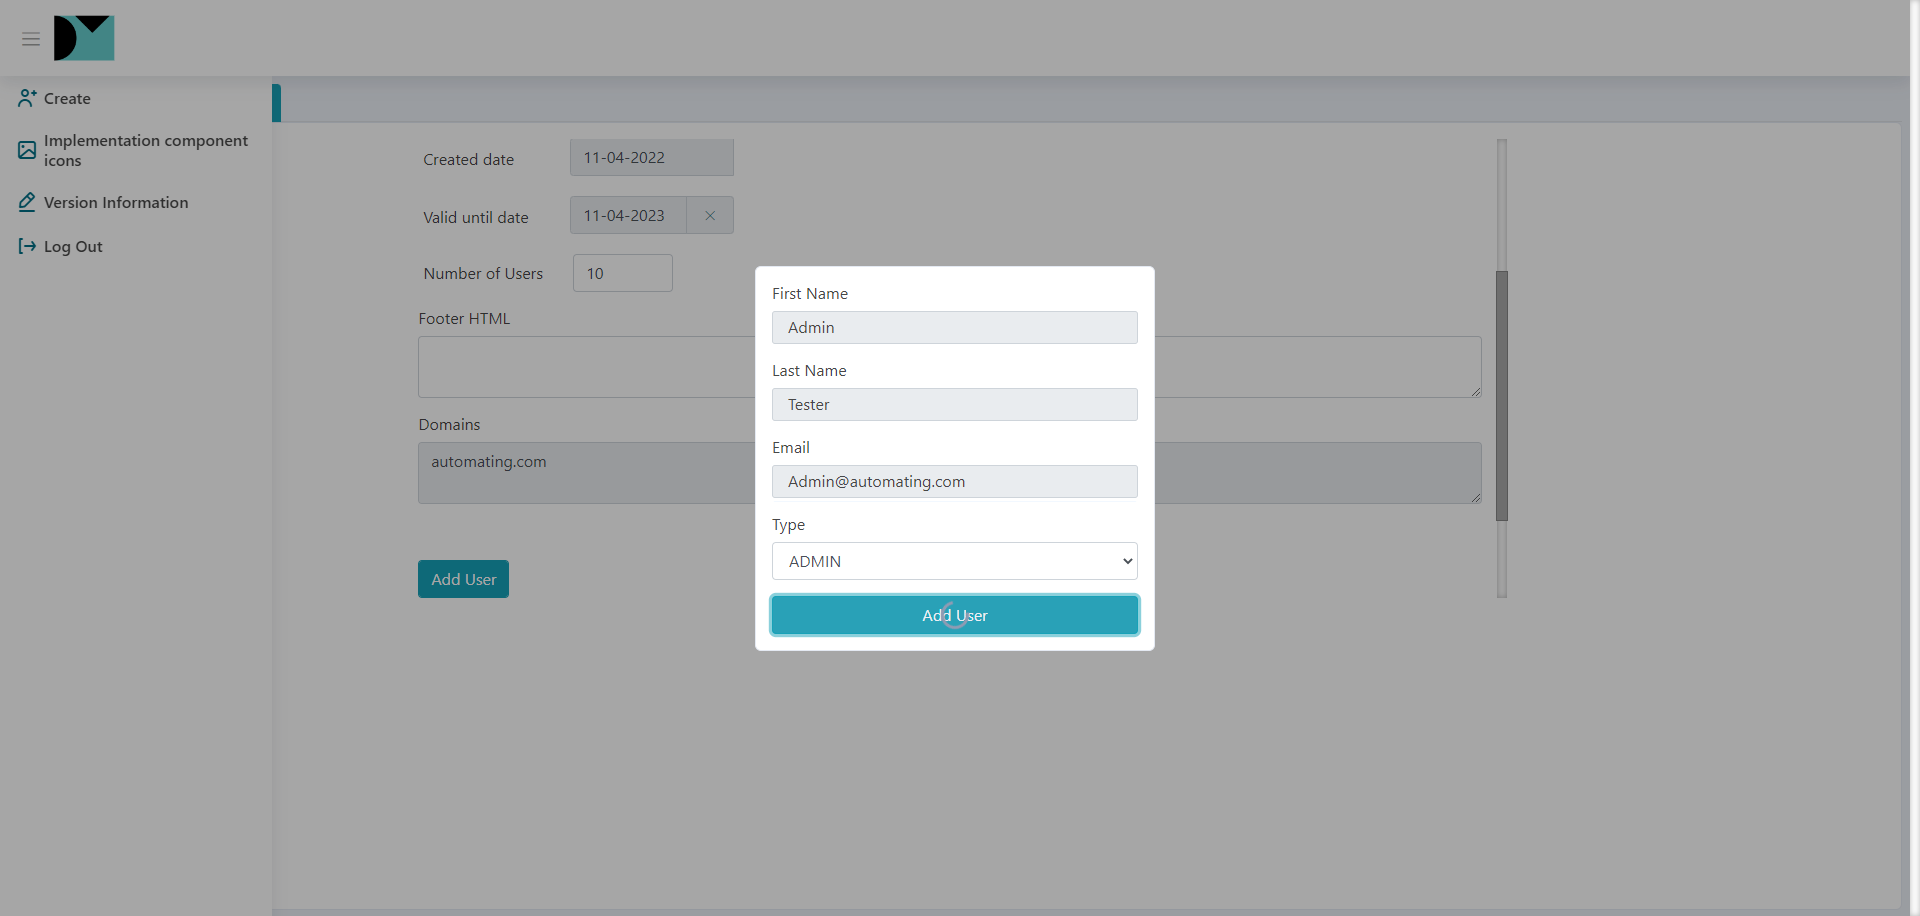 Create
Implementation component
icons
Version Information
Log Out
Created date
11-04-2022
Valid until date
11-04-2023
Number of Users
10
Footer HTML
Domains
automating.com
Add User
First Name
Admin
Last Name
Tester
Email
Admin@automating.com
Type
ADMIN
Add User